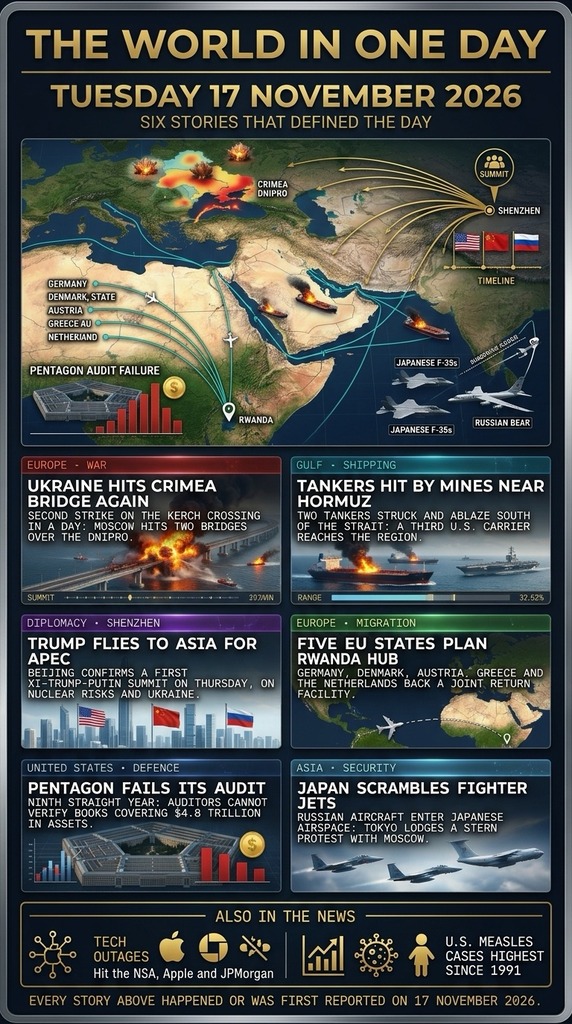 THE WORLD IN ONE DAY
TUESDAY 17 NOVEMBER 2026
SIX STORIES THAT DEFINED THE DAY
CRIMEA
DNIPRO
SUMMIT
SHENZHEN
TIMELINE
GERMANY
DENMARK, STATE
AUSTRIA
GREECE AU
NETHERIAND
PENTAGON AUDIT FAILURE
$
RWANDA
JAPANESE F-39s
JAPANESE F-35s
RUSSIAN BEAR
EUROPE · WAR
UKRAINE HITS CRIMEA
BRIDGE AGAIN
SECOND STRIKE ON THE KERCH CROSSING
IN A DAY: MOSCOW HITS TWO BRIDGES
OVER THE DNIPRO.
SUMMIT
GULF · SHIPPING
TANKERS HIT BY MINES NEAR
HORMUZ
TWO TANKERS STRUCK AND ABLAZE SOUTH
OF THE STRAIT: A THIRD U.S. CARRIER
REACHES THE REGION.
RANGE 32.52%
DIPLOMACY · SHENZHEN
TRUMP FLIES TO ASIA FOR
APEC
BEIJING CONFIRMS A FIRST
XI-TRUMP-PUTIN SUMMIT ON THURSDAY, ON
NUCLEAR RISKS AND UKRAINE.
EUROPE · MIGRATION
FIVE EU STATES PLAN
RWANDA HUB
GERMANY, DENMARK, AUSTRIA, GREECE AND
THE NETHERLANDS BACK A JOINT RETURN
FACILITY.
UNITED STATES · DEFENCE
PENTAGON FAILS ITS AUDIT
NINTH STRAIGHT YEAR: AUDITORS CANNOT
VERIFY BOOKS COVERING $4.8 TRILLION
IN ASSETS.
$
ASIA · SECURITY
JAPAN SCRAMBLES FIGHTER
JETS
RUSSIAN AIRCRAFT ENTER JAPANESE
AIRSPACE: TOKYO LODGES A STERN
PROTEST WITH MOSCOW.
ALSO IN THE NEWS
TECH
OUTAGES
Hit the NSA, Apple and JPMorgan
U.S. MEASLES
CASES HIGHEST
SINCE 1991
EVERY STORY ABOVE HAPPENED OR WAS FIRST REPORTED ON 17 NOVEMBER 2026.